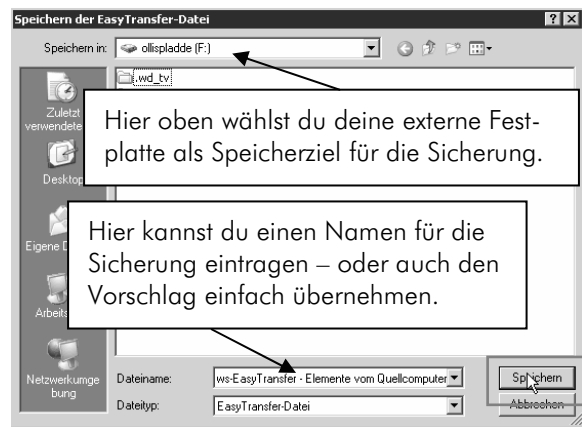 Speichern der EasyTransfer-Datei
Speichern in:
ollispladde (F:)
.wd_tv
Zuletzt
verwendete
Hier oben wählst du deine externe Fest-
platte als Speicherziel für die Sicherung.
Desktop
Eigene
Hier kannst du einen Namen für die
Sicherung eintragen – oder auch den
Vorschlag einfach übernehmen.
Arbeits
Netzwerkumge
bung
Dateiname:
ws-EasyTransfer - Elemente vom Quellcomputer
Speichern
Dateityp:
EasyTransfer-Datei
Abbrechen